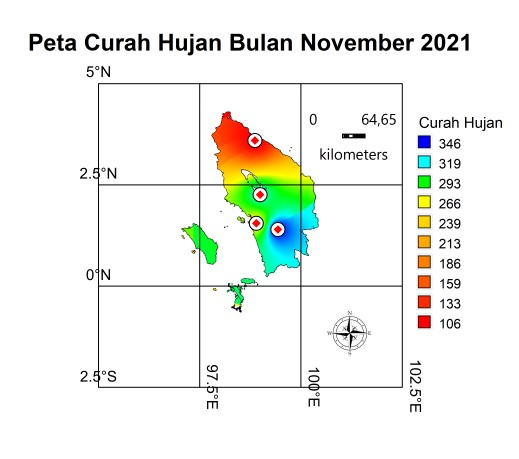 Peta Curah Hujan Bulan November 2021
5°N
0 64,65
kilometers
Curah Hujan
346
319
293
266
239
213
186
159
133
106
2.5°N
0°N
N
W E
S
2.5°S
97.5°E
100°E
102.5°E